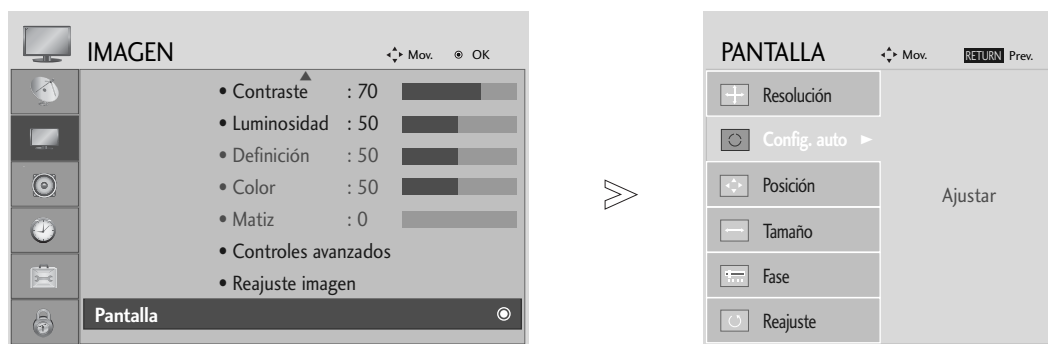 IMAGEN Mov. OK
• Contraste : 70
• Luminosidad : 50
• Definición : 50
• Color : 50
• Matiz : 0
• Controles avanzados
• Reajuste imagen
Pantalla
PANTALLA Mov. RETURN Prev.
Resolución
Config. auto
Posición
Tamaño
Fase
Reajuste
Ajustar